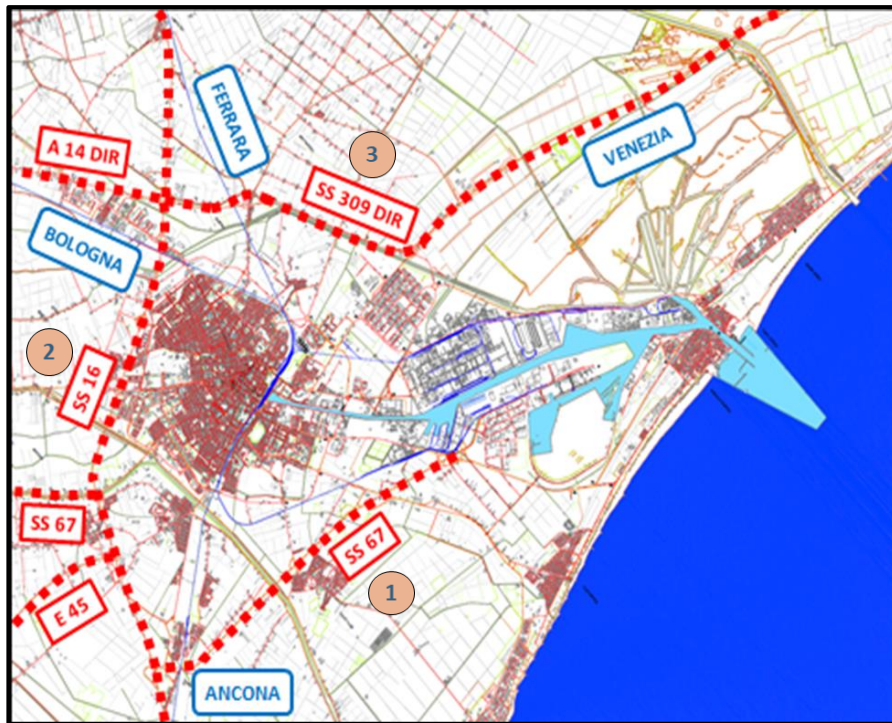 FERRARA
A 14 DIR
3
VENEZIA
SS 309 DIR
BOLOGNA
2
SS 16
SS 67
SS 67
E 45
1
ANCONA